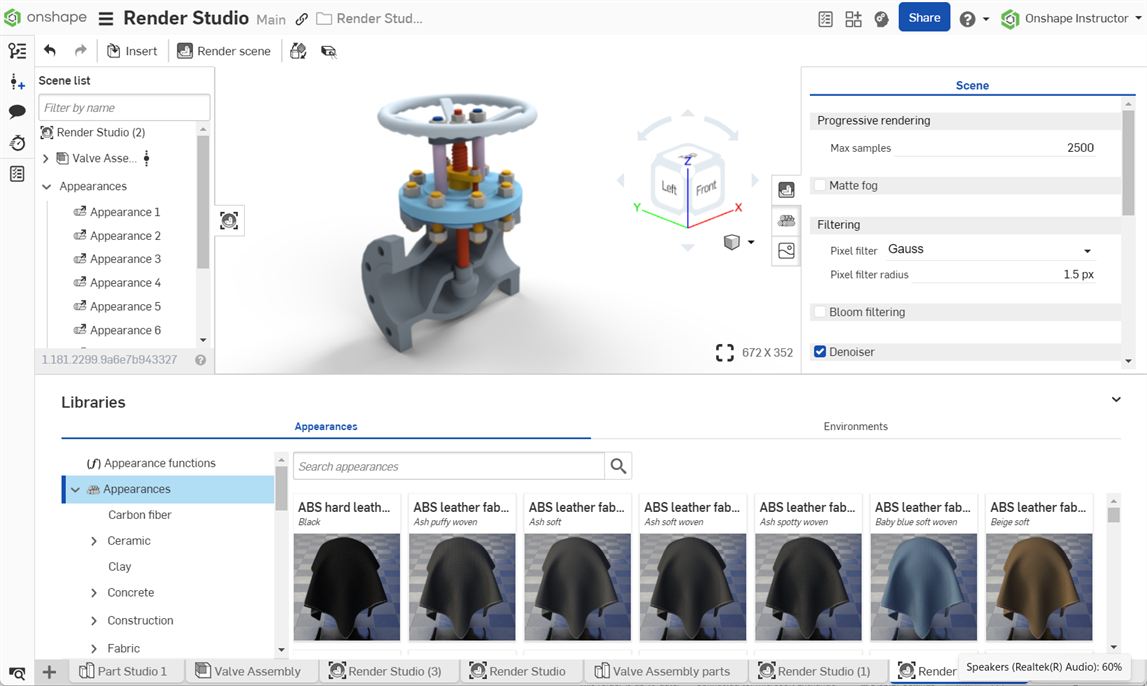 onshape Render Studio Main Render Stud... Share Onshape Instructor
Insert Render scene
Scene list
Filter by name
Render Studio (2)
Valve Asse...
Appearances
Appearance 1
Appearance 2
Appearance 3
Appearance 4
Appearance 5
Appearance 6
1.181.2299.9a6e7b943327
Z
Left Front
Y X
672 X 352
Scene
Progressive rendering
Max samples 2500
Matte fog
Filtering
Pixel filter Gauss
Pixel filter radius 1.5 px
Bloom filtering
Denoiser
Libraries
Appearances Environments
(f) Appearance functions
Appearances
Carbon fiber
Ceramic
Clay
Concrete
Construction
Fabric
Search appearances
ABS hard leath... ABS leather fab... ABS leather fab... ABS leather fab... ABS leather fab... ABS leather fab... ABS leather fab...
Black Ash puffy woven Ash soft Ash soft woven Ash spotty woven Baby blue soft woven Beige soft
Part Studio 1 Valve Assembly Render Studio (3) Render Studio Valve Assembly parts Render Studio (1) Render
Speakers (Realtek(R) Audio): 60%